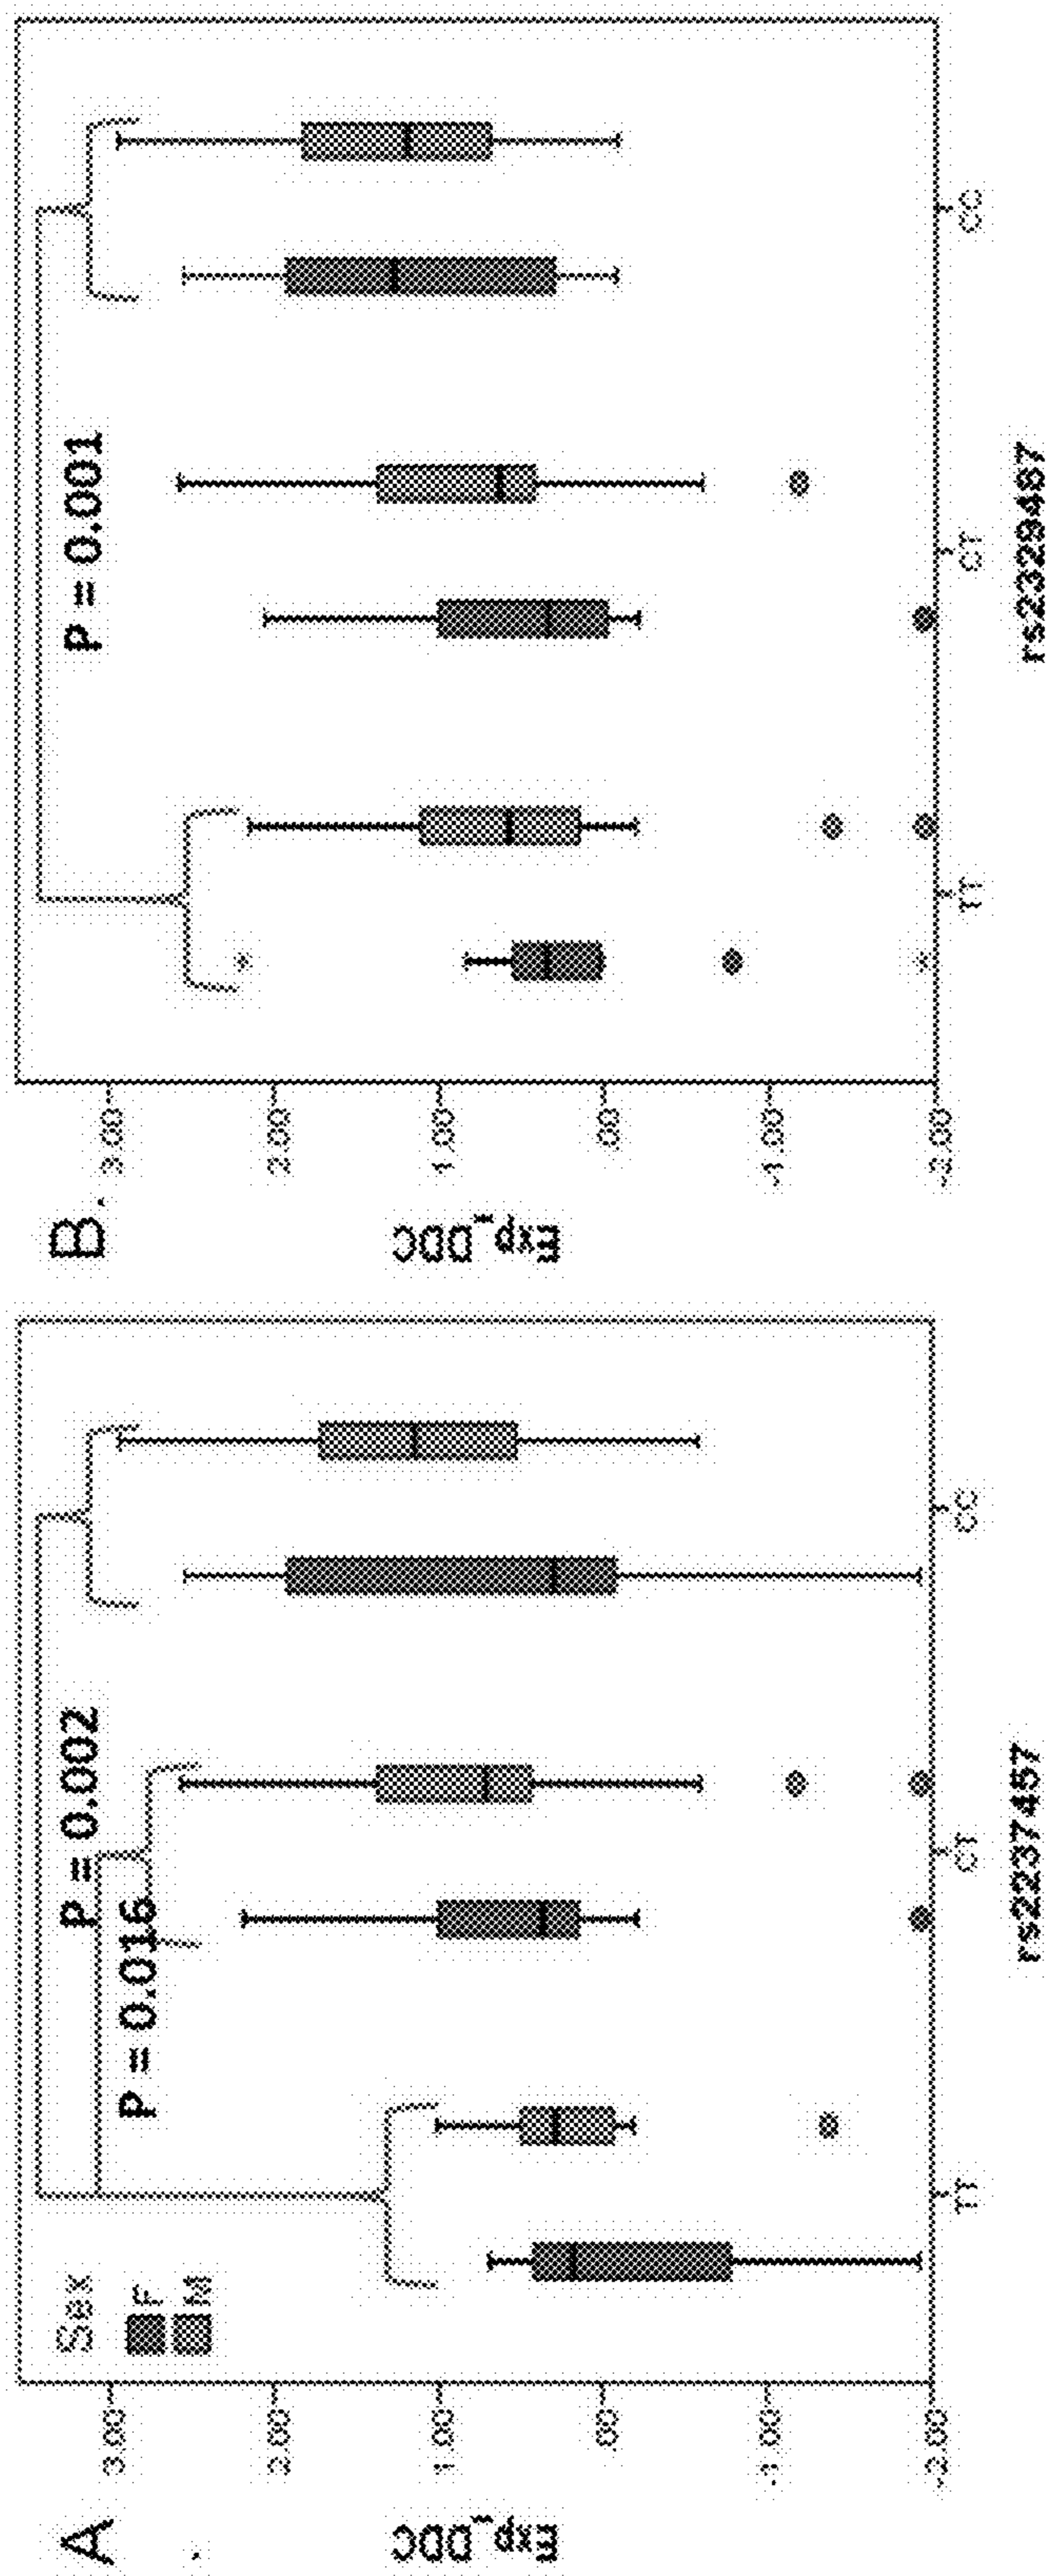 A
Exp_DDC
3.00
2.00
1.00
.00
-1.00
-2.00
Sex
F
M
P = 0.002
P = 0.016
TT
CT
CC
rs2237457
B.
Exp_DDC
3.00
2.00
1.00
.00
-1.00
-2.00
P = 0.001
TT
CT
CC
rs2329487